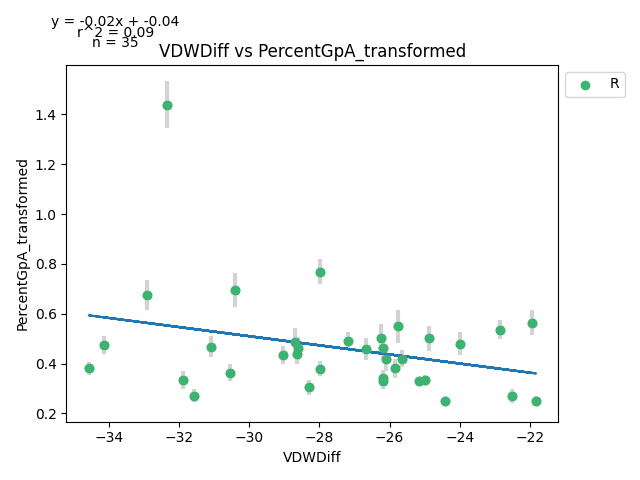 y = -0.02x + -0.04
r^2 = 0.09
n = 35
VDWDiff vs PercentGpA_transformed
R
PercentGpA_transformed
1.4
1.2
1.0
0.8
0.6
0.4
0.2
−34 −32 −30 −28 −26 −24 −22
VDWDiff